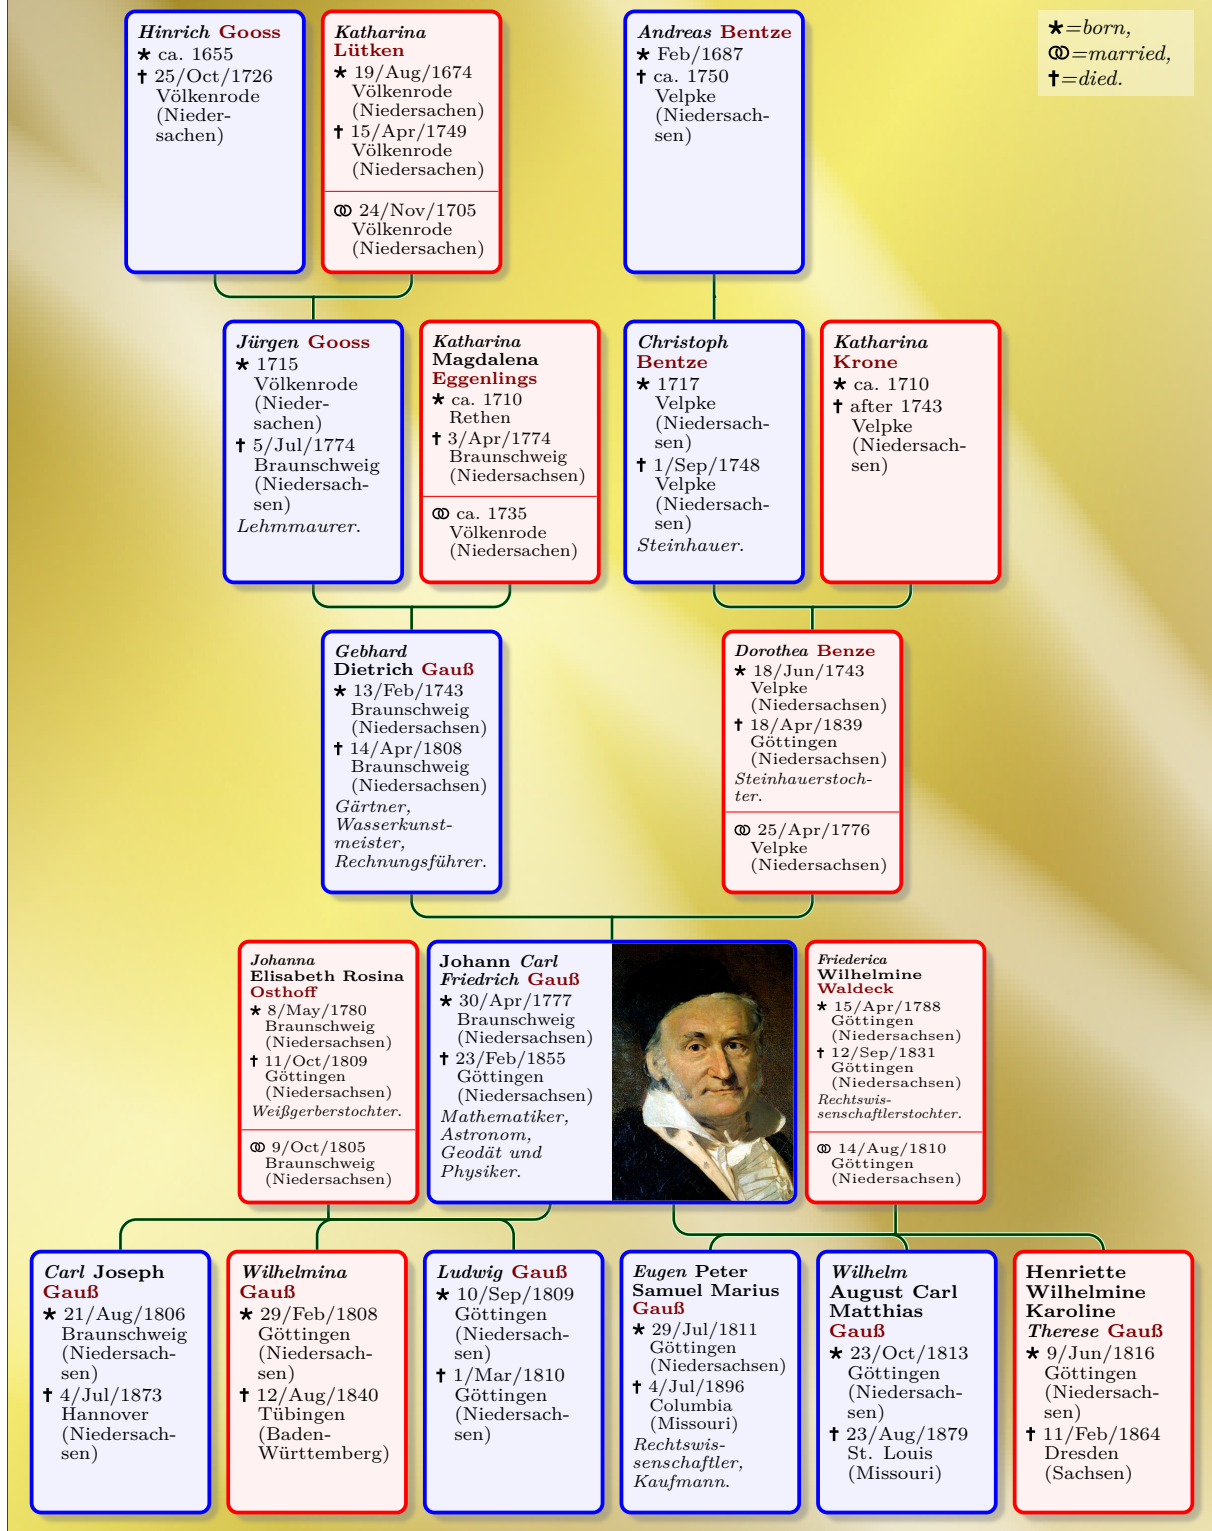 Hinrich Gooss
★ ca. 1655
† 25/Oct/1726
Völkenrode
(Nieder-
sachen)
Katharina
Lütken
★ 19/Aug/1674
Völkenrode
(Niedersachen)
† 15/Apr/1749
Völkenrode
(Niedersachen)
⚭ 24/Nov/1705
Völkenrode
(Niedersachen)
Andreas Bentze
★ Feb/1687
† ca. 1750
Velpke
(Niedersach-
sen)
★=born,
⚭=married,
†=died.
Jürgen Gooss
★ 1715
Völkenrode
(Nieder-
sachen)
† 5/Jul/1774
Braunschweig
(Niedersach-
sen)
Lehmmaurer.
Katharina
Magdalena
Eggenlings
★ ca. 1710
Rethen
† 3/Apr/1774
Braunschweig
(Niedersachsen)
⚭ ca. 1735
Völkenrode
(Niedersachen)
Christoph
Bentze
★ 1717
Velpke
(Niedersach-
sen)
† 1/Sep/1748
Velpke
(Niedersach-
sen)
Steinhauer.
Katharina
Krone
★ ca. 1710
† after 1743
Velpke
(Niedersach-
sen)
Gebhard
Dietrich Gauß
★ 13/Feb/1743
Braunschweig
(Niedersachsen)
† 14/Apr/1808
Braunschweig
(Niedersachsen)
Gärtner,
Wasserkunst-
meister,
Rechnungsführer.
Dorothea Benze
★ 18/Jun/1743
Velpke
(Niedersachsen)
† 18/Apr/1839
Göttingen
(Niedersachsen)
Steinhauerstoch-
ter.
⚭ 25/Apr/1776
Velpke
(Niedersachsen)
Johanna
Elisabeth Rosina
Osthoff
★ 8/May/1780
Braunschweig
(Niedersachsen)
† 11/Oct/1809
Göttingen
(Niedersachsen)
Weißgerberstochter.
⚭ 9/Oct/1805
Braunschweig
(Niedersachsen)
Johann Carl
Friedrich Gauß
★ 30/Apr/1777
Braunschweig
(Niedersachsen)
† 23/Feb/1855
Göttingen
(Niedersachsen)
Mathematiker,
Astronom,
Geodät und
Physiker.
Friederica
Wilhelmine
Waldeck
★ 15/Apr/1788
Göttingen
(Niedersachsen)
† 12/Sep/1831
Göttingen
(Niedersachsen)
Rechtswis-
senschaftlerstochter.
⚭ 14/Aug/1810
Göttingen
(Niedersachsen)
Carl Joseph
Gauß
★ 21/Aug/1806
Braunschweig
(Niedersach-
sen)
† 4/Jul/1873
Hannover
(Niedersach-
sen)
Wilhelmina
Gauß
★ 29/Feb/1808
Göttingen
(Niedersach-
sen)
† 12/Aug/1840
Tübingen
(Baden-
Württemberg)
Ludwig Gauß
★ 10/Sep/1809
Göttingen
(Niedersach-
sen)
† 1/Mar/1810
Göttingen
(Niedersach-
sen)
Eugen Peter
Samuel Marius
Gauß
★ 29/Jul/1811
Göttingen
(Niedersachsen)
† 4/Jul/1896
Columbia
(Missouri)
Rechtswis-
senschaftler,
Kaufmann.
Wilhelm
August Carl
Matthias
Gauß
★ 23/Oct/1813
Göttingen
(Niedersach-
sen)
† 23/Aug/1879
St. Louis
(Missouri)
Henriette
Wilhelmine
Karoline
Therese Gauß
★ 9/Jun/1816
Göttingen
(Niedersach-
sen)
† 11/Feb/1864
Dresden
(Sachsen)